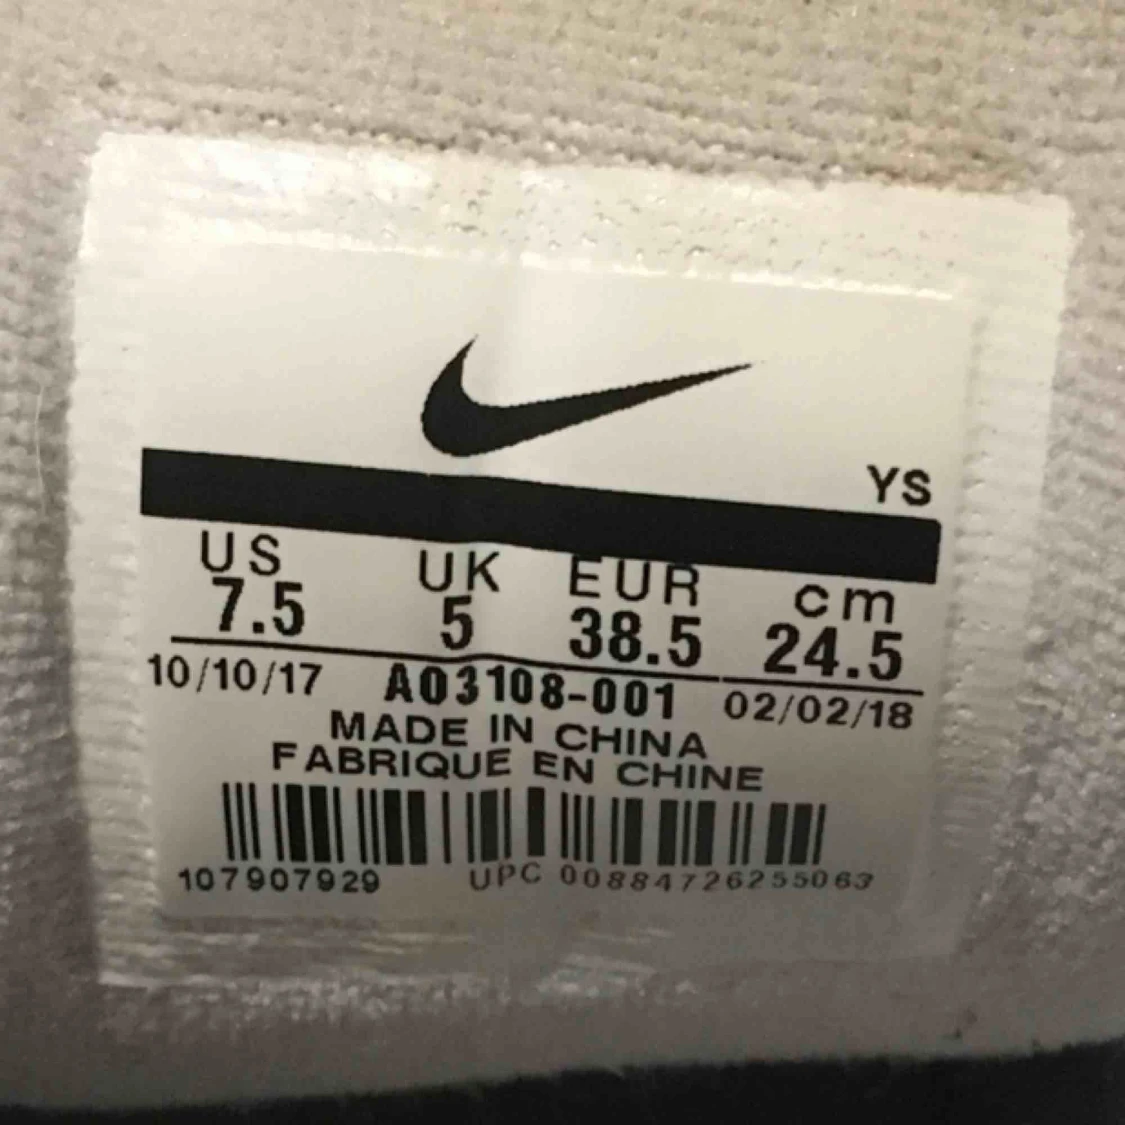 YS
US UK EUR cm
7.5 5 38.5 24.5
10/10/17 AO3108-001 02/02/18
MADE IN CHINA
FABRIQUE EN CHINE
107907929 UPC 00884726255063